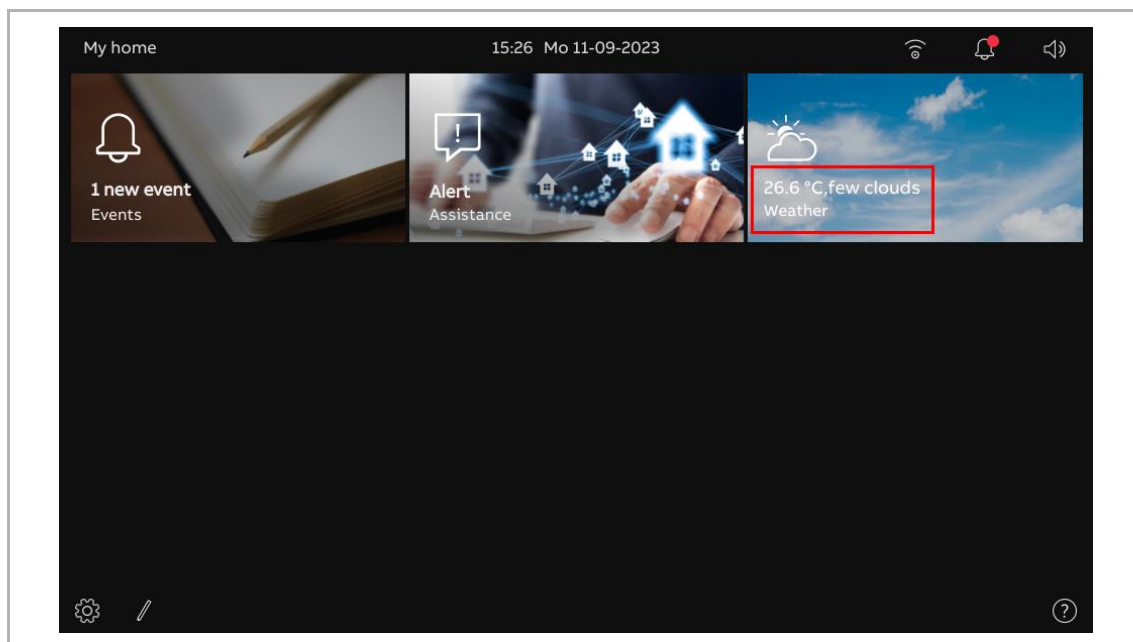 My home
15:26 Mo 11-09-2023
1 new event
Events
Alert
Assistance
26.6 °C,few clouds
Weather